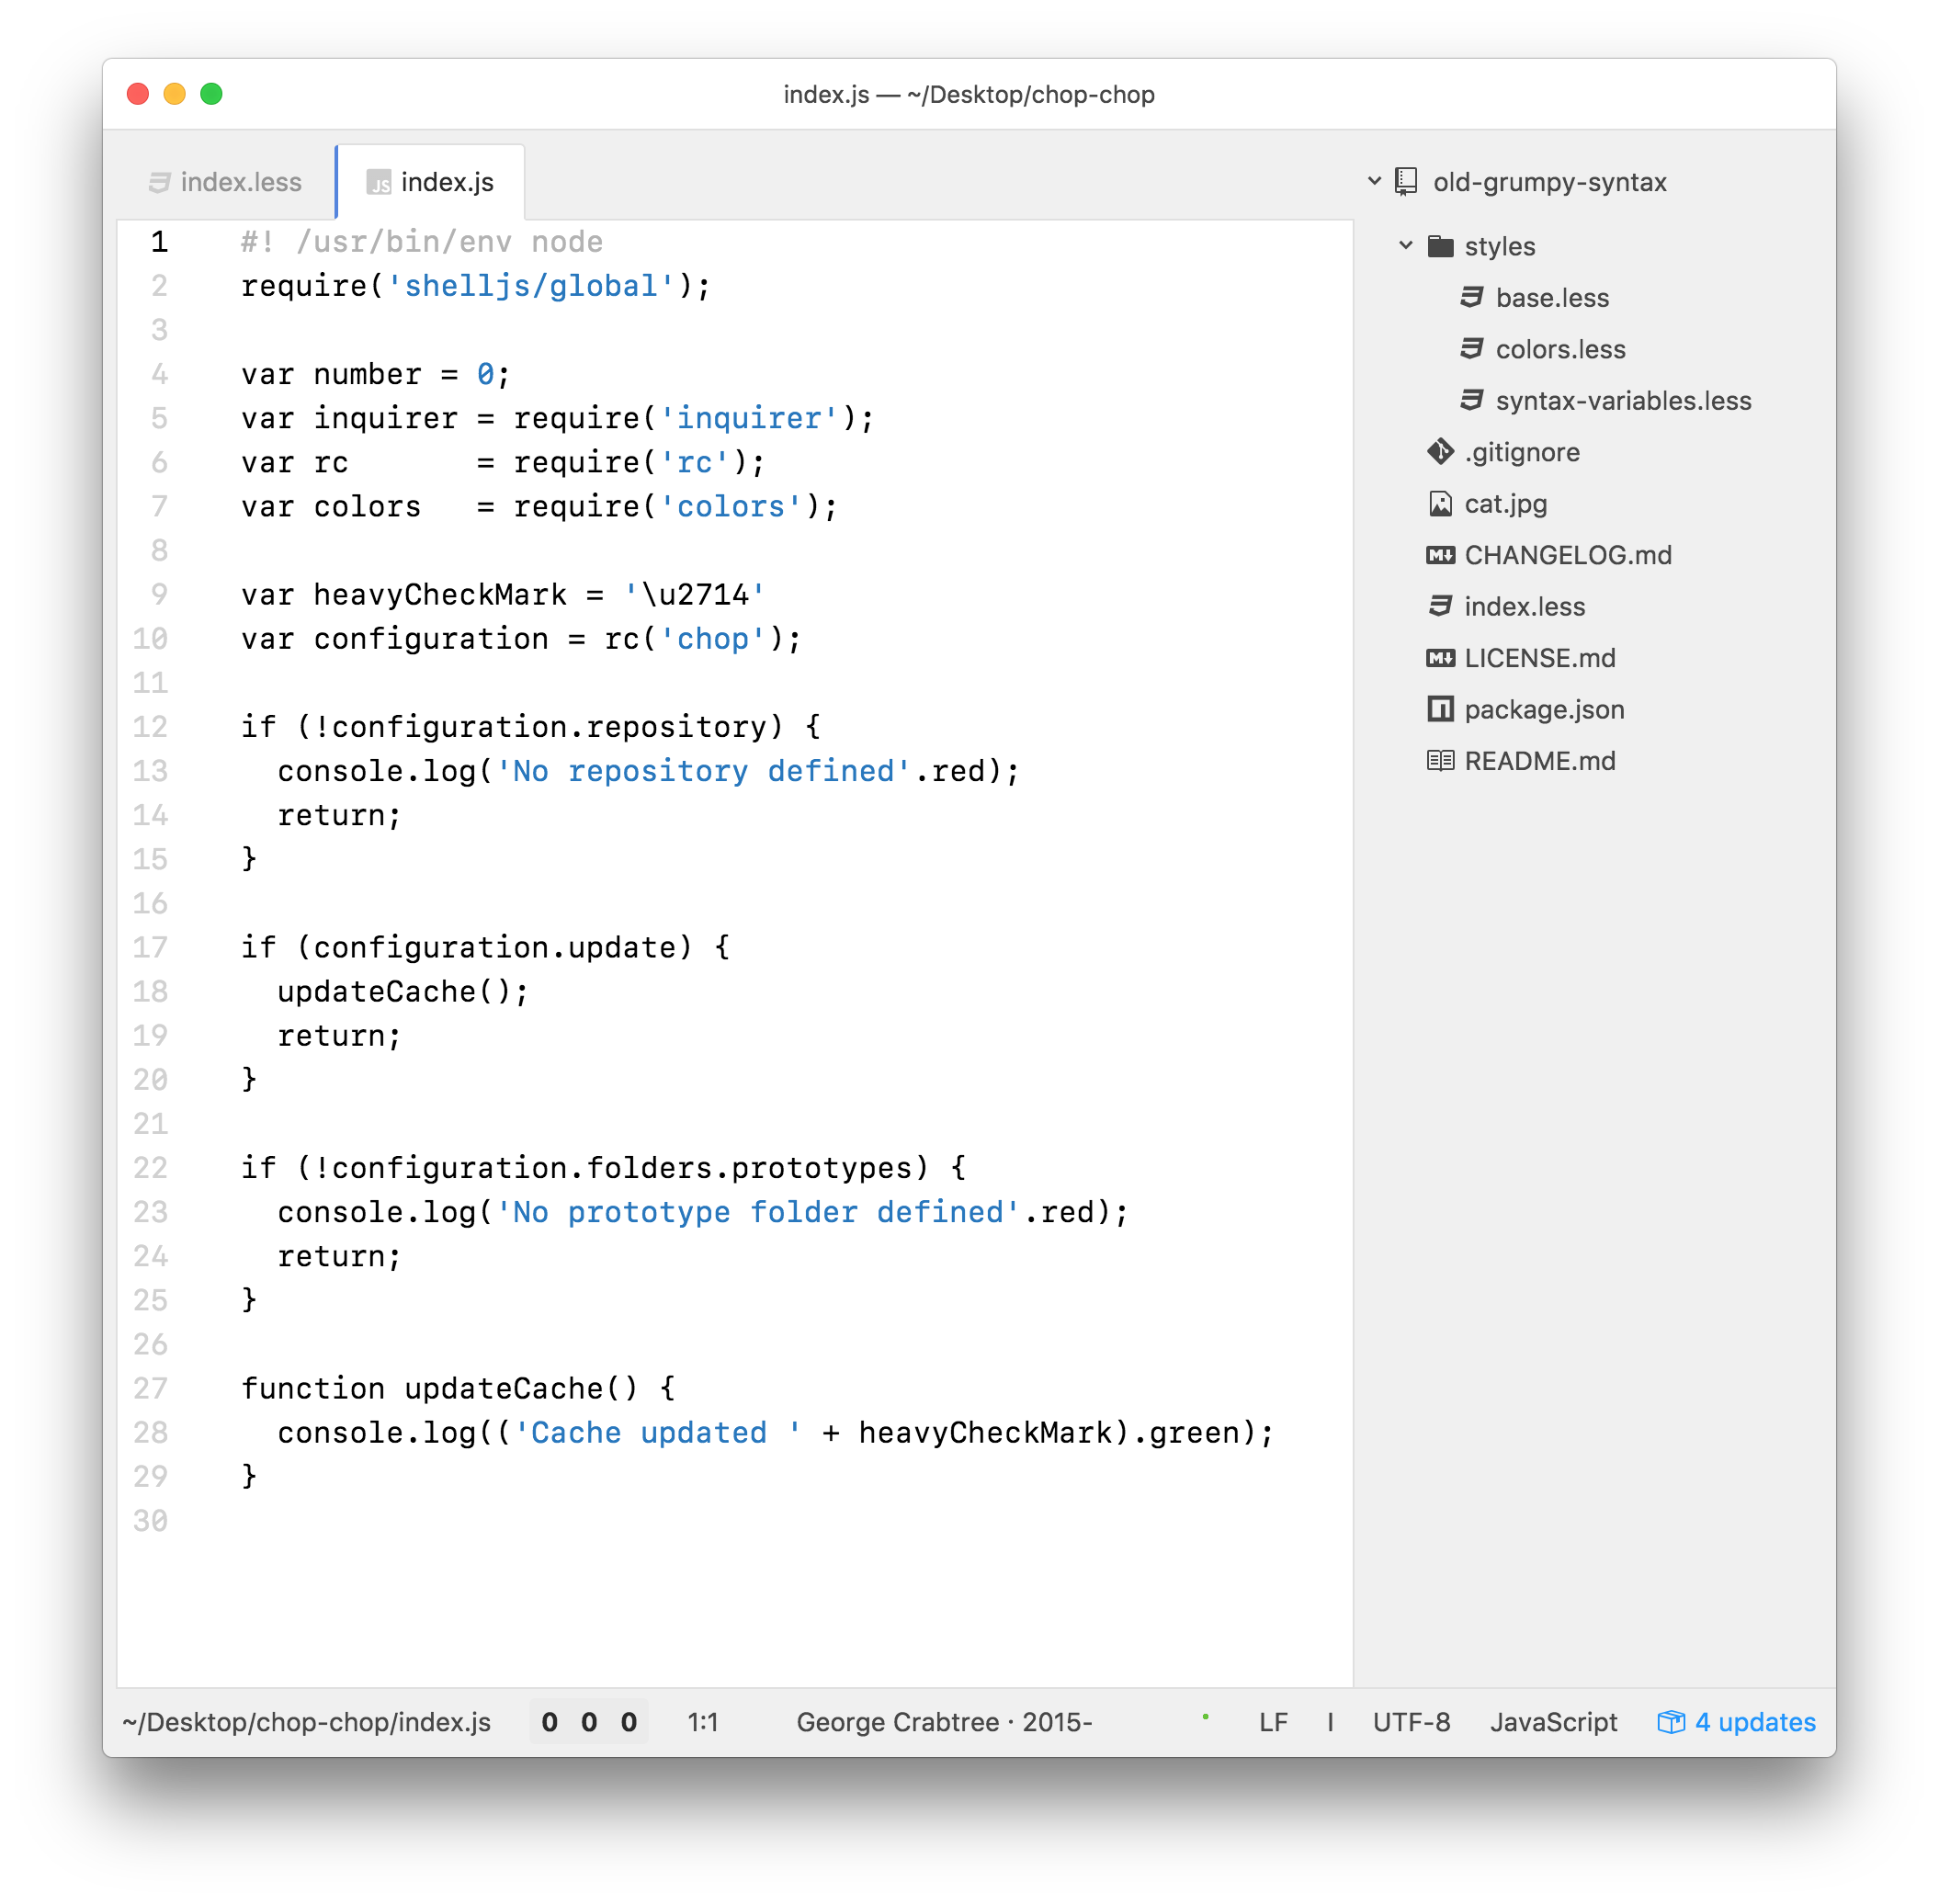 index.js — ~/Desktop/chop-chop
index.less
JS index.js
1 #! /usr/bin/env node
2 require('shelljs/global');
3
4 var number = 0;
5 var inquirer = require('inquirer');
6 var rc       = require('rc');
7 var colors   = require('colors');
8
9 var heavyCheckMark = '\u2714'
10 var configuration = rc('chop');
11
12 if (!configuration.repository) {
13   console.log('No repository defined'.red);
14   return;
15 }
16
17 if (configuration.update) {
18   updateCache();
19   return;
20 }
21
22 if (!configuration.folders.prototypes) {
23   console.log('No prototype folder defined'.red);
24   return;
25 }
26
27 function updateCache() {
28   console.log(('Cache updated ' + heavyCheckMark).green);
29 }
30
old-grumpy-syntax
styles
base.less
colors.less
syntax-variables.less
.gitignore
cat.jpg
M↓ CHANGELOG.md
index.less
M↓ LICENSE.md
package.json
README.md
~/Desktop/chop-chop/index.js 0 0 0 1:1 George Crabtree · 2015- LF I UTF-8 JavaScript 4 updates